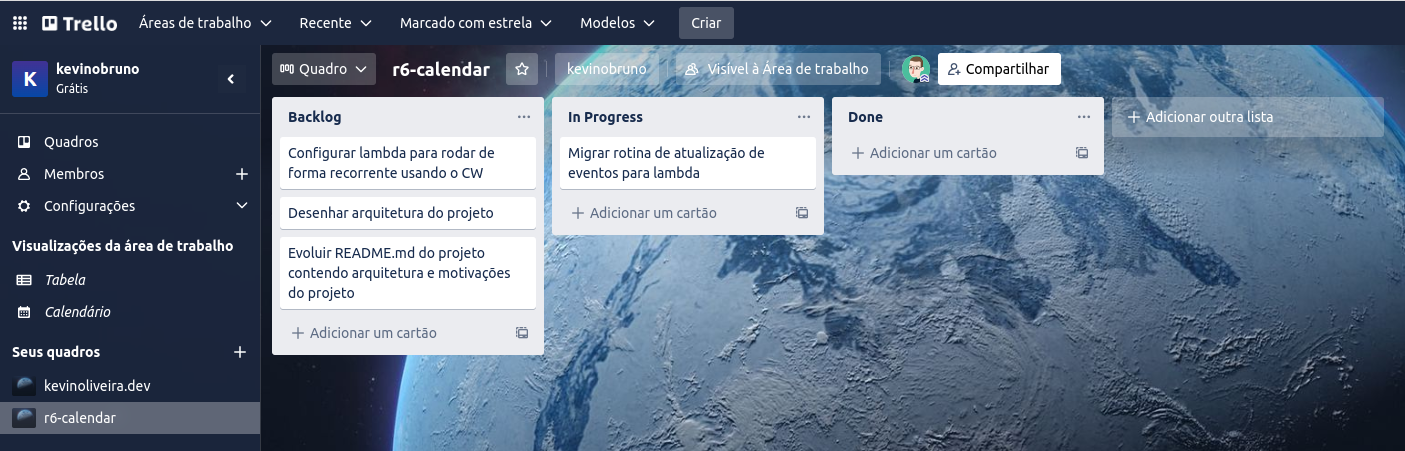 Trello Áreas de trabalho Recente Marcado com estrela Modelos Criar
K kevinobruno
Grátis
Quadros
Membros
Configurações
Visualizações da área de trabalho
Tabela
Calendário
Seus quadros
kevinoliveira.dev
r6-calendar
Quadro r6-calendar kevinobruno Visível à Área de trabalho Compartilhar
Backlog
Configurar lambda para rodar de
forma recorrente usando o CW
Desenhar arquitetura do projeto
Evoluir README.md do projeto
contendo arquitetura e motivações
do projeto
Adicionar um cartão
In Progress
Migrar rotina de atualização de
eventos para lambda
Adicionar um cartão
Done
Adicionar um cartão
Adicionar outra lista